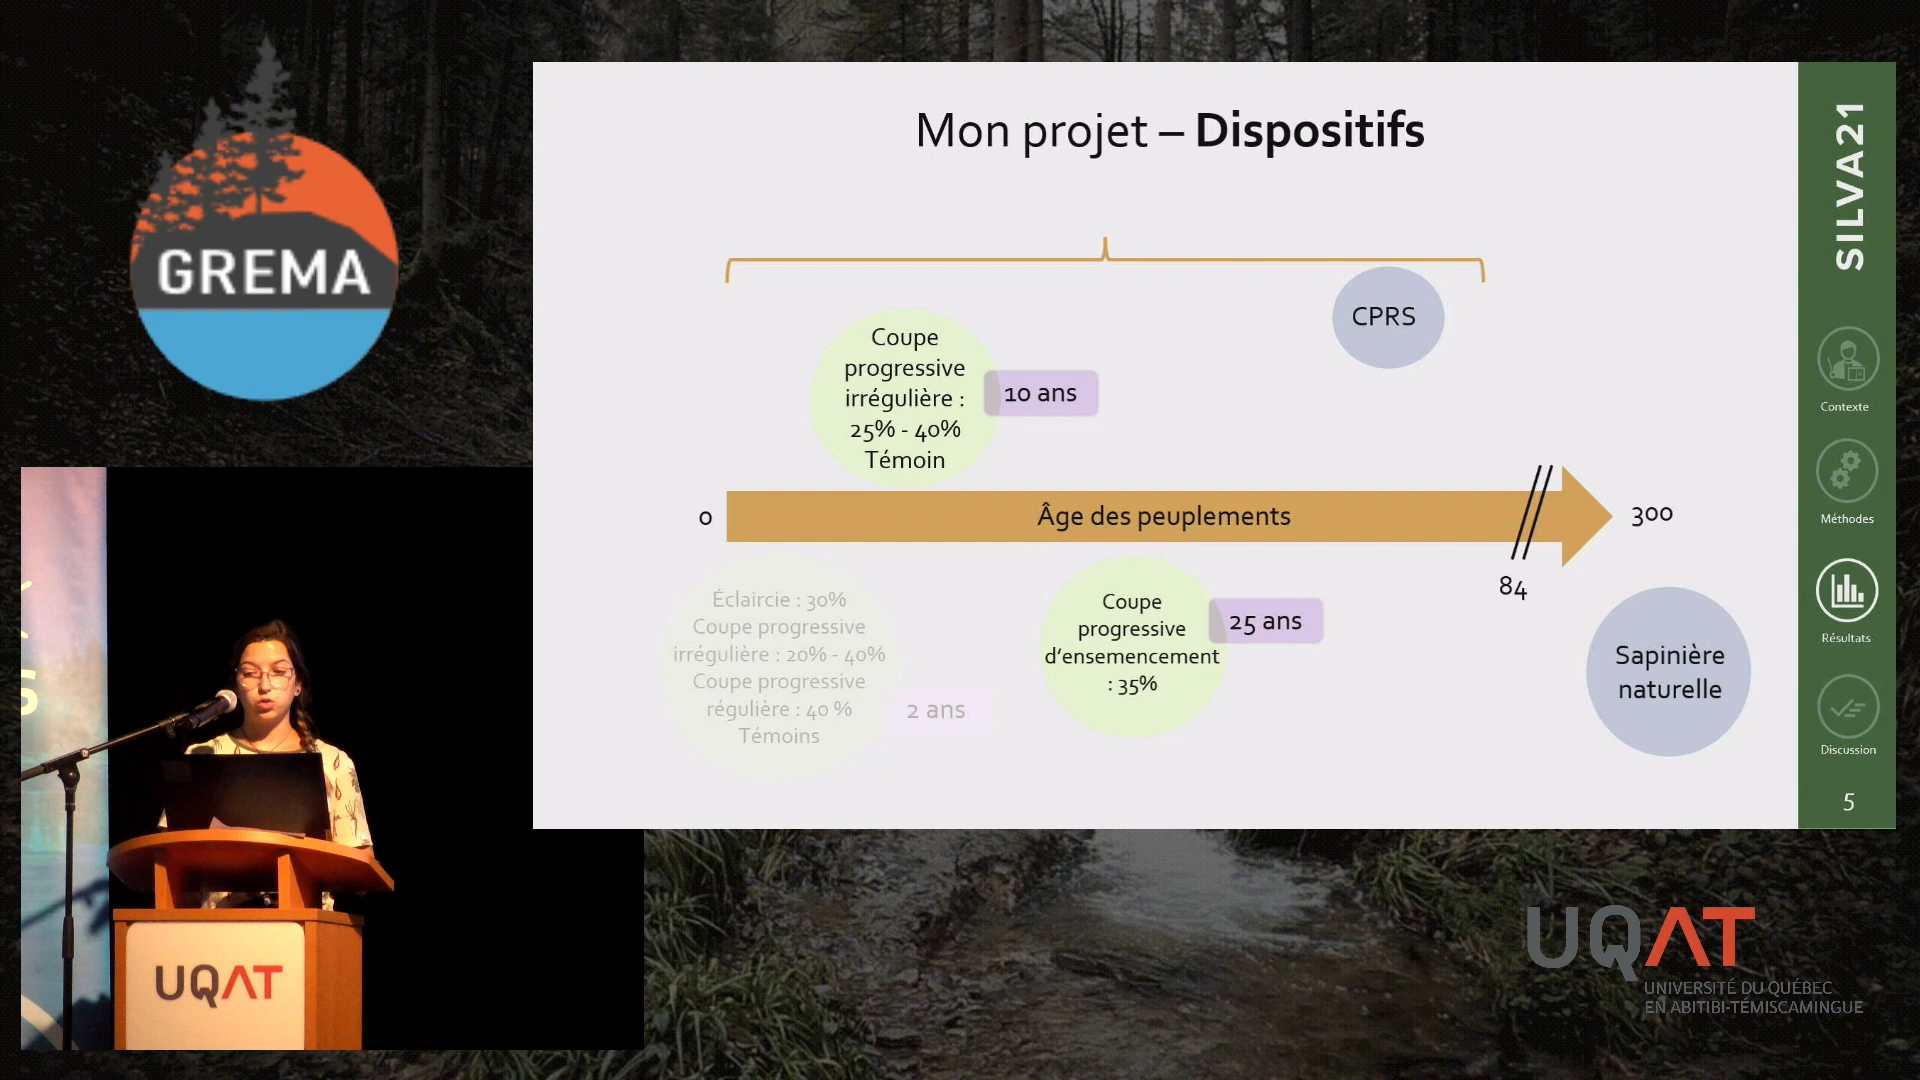 GREMA
Mon projet – Dispositifs
CPRS
Coupe
progressive
irrégulière :
25% - 40%
Témoin
10 ans
0
Âge des peuplements
300
84
Éclaircie : 30%
Coupe progressive
irrégulière : 20% - 40%
Coupe progressive
régulière : 40 %
Témoins
2 ans
Coupe
progressive
d'ensemencement
: 35%
25 ans
Sapinière
naturelle
SILVA21
Contexte
Méthodes
Résultats
Discussion
5
UQAT
UQAT
UNIVERSITÉ DU QUÉBEC
EN ABITIBI-TÉMISCAMINGUE